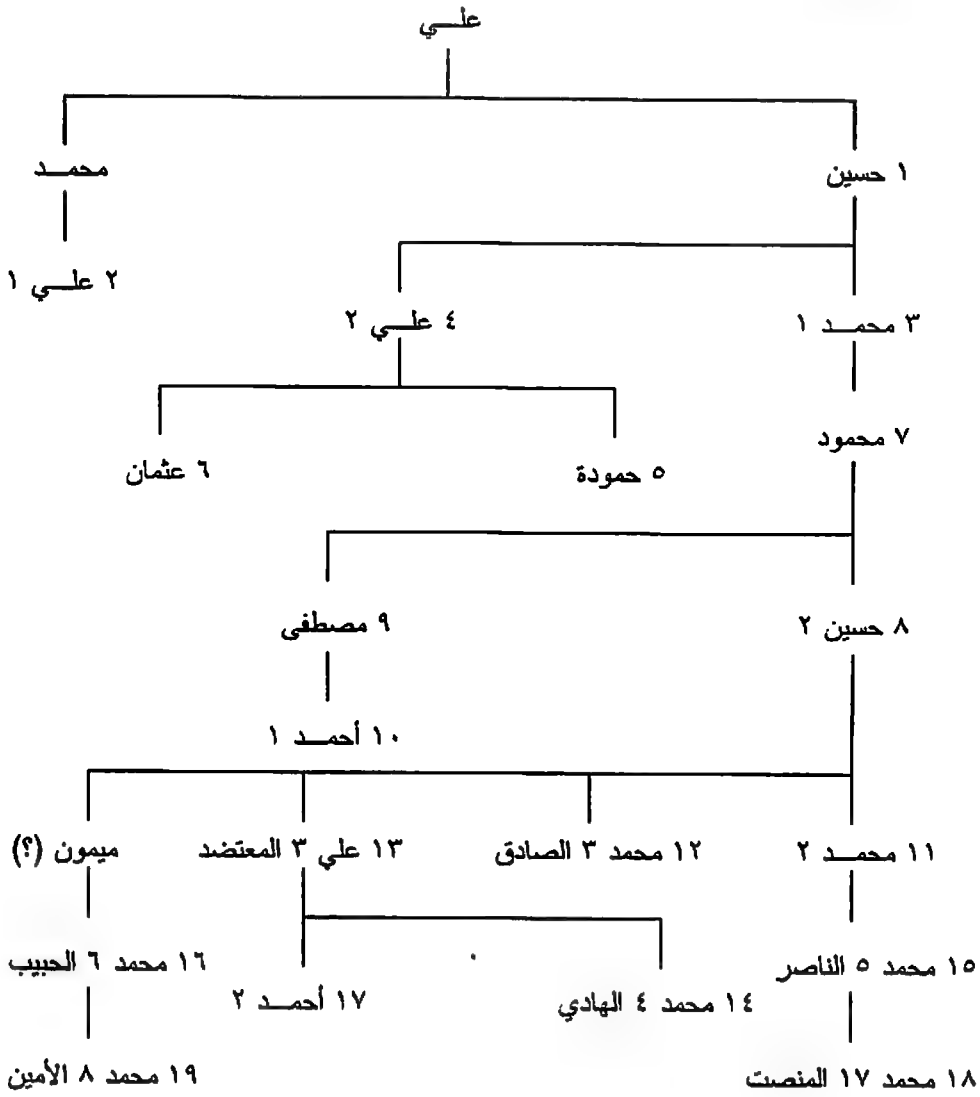 علي
١ حسين
محمد
٢ علي ١
٣ محمد ١
٤ علي ٢
٧ محمود
٥ حمودة
٦ عثمان
٨ حسين ٢
٩ مصطفى
١٠ أحمد ١
١١ محمد ٢
١٢ محمد ٣ الصادق
١٣ علي ٣ المعتضد
ميمون (؟)
١٥ محمد ٥ الناصر
١٦ محمد ٦ الحبيب
١٤ محمد ٤ الهادي
١٧ أحمد ٢
١٨ محمد ١٧ المنصت
١٩ محمد ٨ الأمين